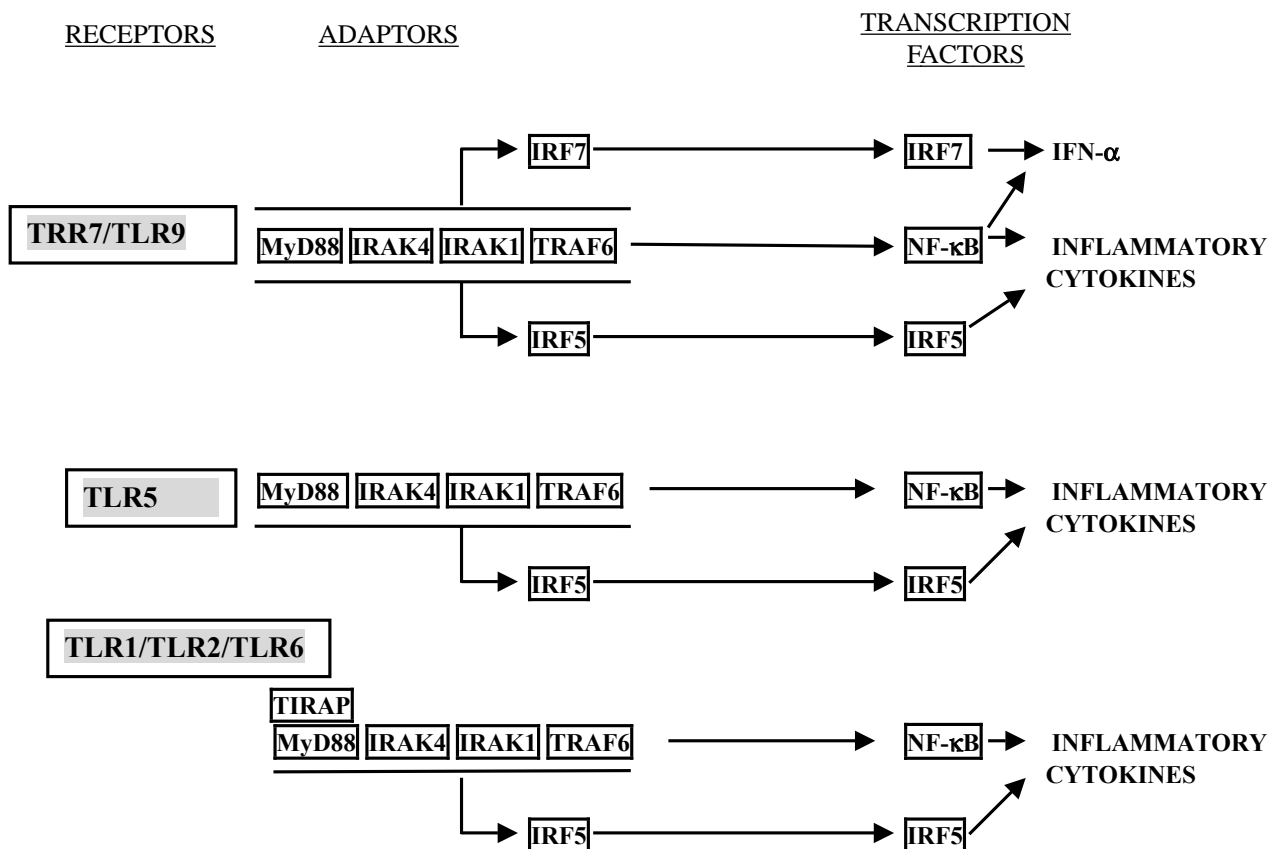 RECEPTORS
ADAPTORS
TRANSCRIPTION
FACTORS
IRF7
IRF7
IFN-α
TRR7/TLR9
MyD88 IRAK4 IRAK1 TRAF6
NF-κB
INFLAMMATORY
CYTOKINES
IRF5
IRF5
TLR5
MyD88 IRAK4 IRAK1 TRAF6
NF-κB
INFLAMMATORY
CYTOKINES
IRF5
IRF5
TLR1/TLR2/TLR6
TIRAP
MyD88 IRAK4 IRAK1 TRAF6
NF-κB
INFLAMMATORY
CYTOKINES
IRF5
IRF5